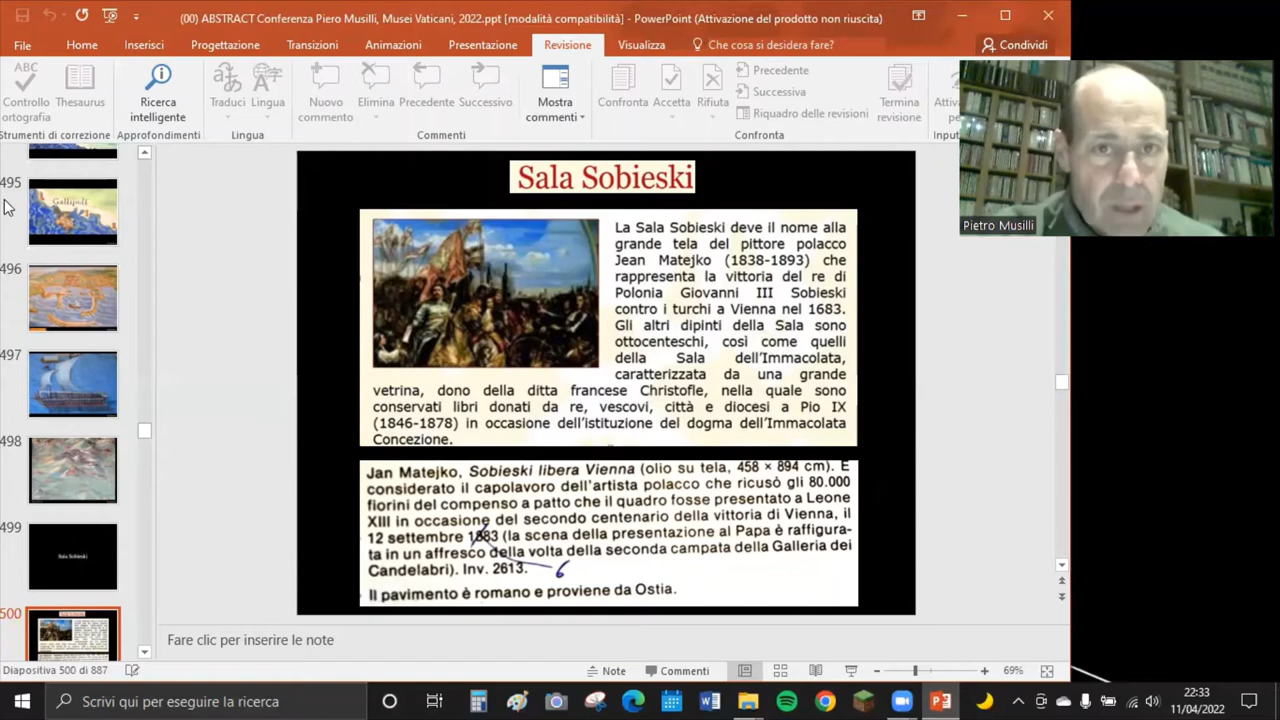 (00) ABSTRACT Conferenza Piero Musilli, Musei Vaticani, 2022.ppt [modalità compatibilità] - PowerPoint (Attivazione del prodotto non riuscita)
File Home Inserisci Progettazione Transizioni Animazioni Presentazione Revisione Visualizza Che cosa si desidera fare? Condividi
ABC
Controllo ortografia
Thesaurus
Ricerca intelligente
Traduci
Lingua
Nuovo commento
Elimina
Precedente
Successivo
Mostra commenti
Confronta
Accetta
Rifiuta
Precedente
Successiva
Riquadro delle revisioni
Termina revisione
Strumenti di correzione Approfondimenti Lingua Commenti Confronta
Pietro Musilli
495
Gallipoli
496
497
498
499
Sala Sobieski
500
Sala Sobieski
La Sala Sobieski deve il nome alla
grande tela del pittore polacco
Jean Matejko (1838-1893) che
rappresenta la vittoria del re di
Polonia Giovanni III Sobieski
contro i turchi a Vienna nel 1683.
Gli altri dipinti della Sala sono
ottocenteschi, così come quelli
della Sala dell'Immacolata,
caratterizzata da una grande
vetrina, dono della ditta francese Christofle, nella quale sono
conservati libri donati da re, vescovi, città e diocesi a Pio IX
(1846-1878) in occasione dell'istituzione del dogma dell'Immacolata
Concezione.
Jan Matejko, Sobieski libera Vienna (olio su tela, 458 × 894 cm). E
considerato il capolavoro dell'artista polacco che ricusò gli 80.000
fiorini del compenso a patto che il quadro fosse presentato a Leone
XIII in occasione del secondo centenario della vittoria di Vienna, il
12 settembre 1883 (la scena della presentazione al Papa è raffigura-
ta in un affresco della volta della seconda campata della Galleria dei
Candelabri). Inv. 2613.
6
Il pavimento è romano e proviene da Ostia.
Fare clic per inserire le note
Diapositiva 500 di 887 Note Commenti 69%
Scrivi qui per eseguire la ricerca
22:33
11/04/2022